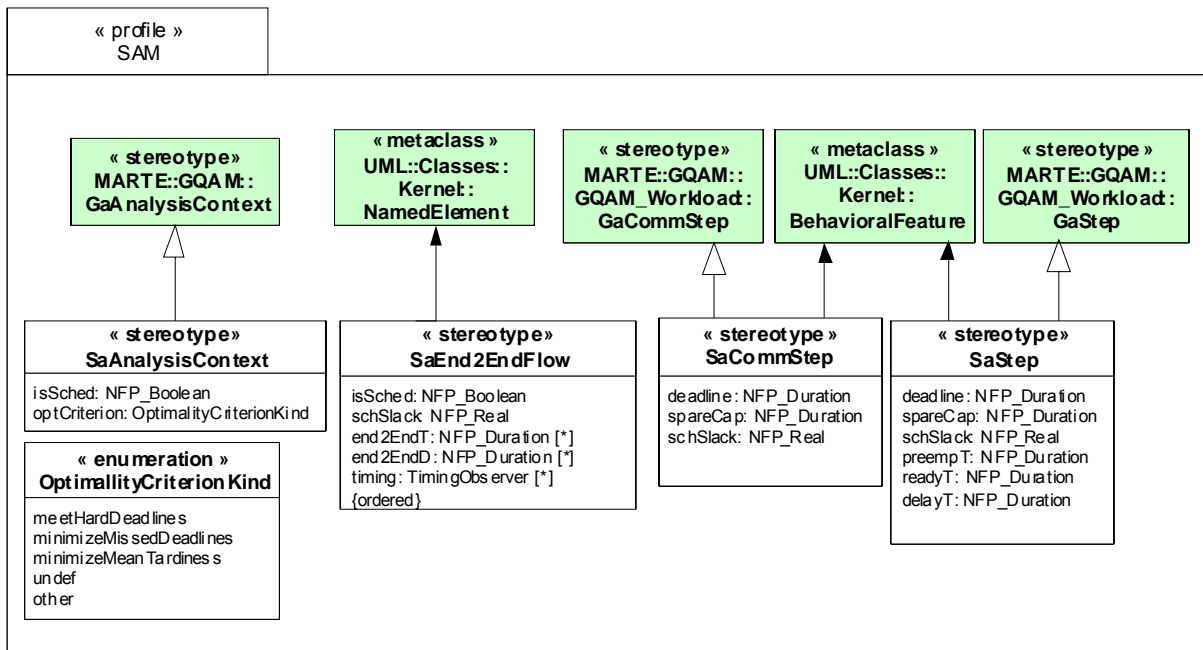 « profile »
SAM
« stereotype»
MARTE::GQAM::
GaAnalysisContext
« metaclass »
UML::Classes::
Kernel::
NamedElement
« stereotype»
MARTE::GQAM::
GQAM_Workload::
GaCommStep
« metaclass »
UML::Classes::
Kernel::
BehavioralFeature
« stereotype»
MARTE::GQAM::
GQAM_Workload::
GaStep
« stereotype»
SaAnalysisContext
isSched: NFP_Boolean
optCriterion: OptimalityCriterionKind
« enumeration »
OptimallityCriterionKind
meetHardDeadlines
minimizeMissedDeadlines
minimizeMeanTardiness
undef
other
« stereotype»
SaEnd2EndFlow
isSched: NFP_Boolean
schSlack NFP_Real
end2EndT: NFP_Duration [*]
end2EndD: NFP_Duration [*]
timing: TimingObserver [*]
{ordered}
« stereotype »
SaCommStep
deadline: NFP_Duration
spareCap: NFP_Duration
schSlack: NFP_Real
« stereotype»
SaStep
deadline: NFP_Duration
spareCap: NFP_Duration
schSlack: NFP_Real
preempT: NFP_Duration
readyT: NFP_Duration
delayT: NFP_Duration